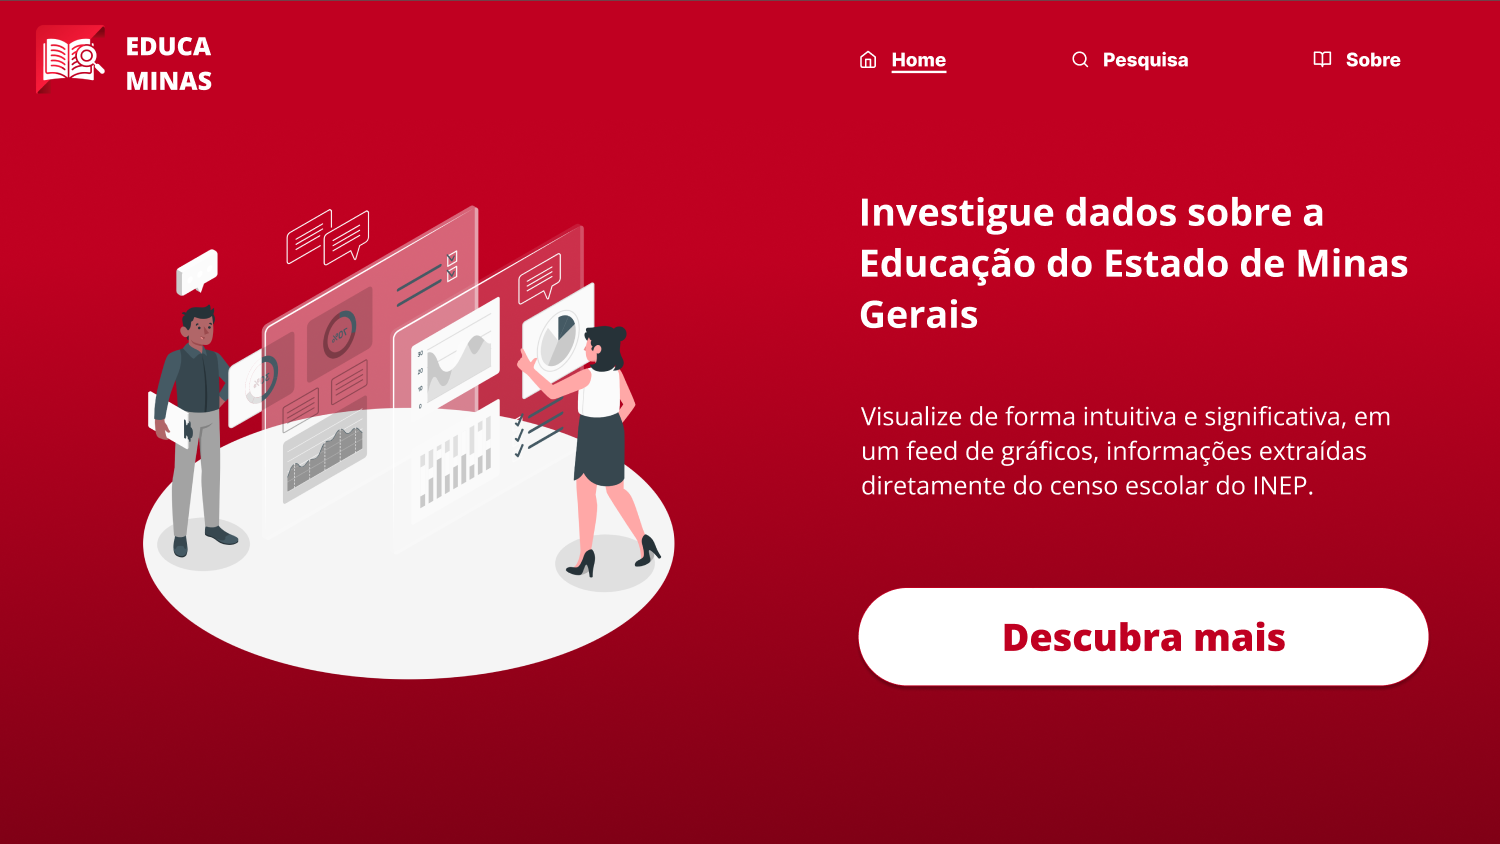 EDUCA
MINAS
Home
Pesquisa
Sobre
Investigue dados sobre a
Educação do Estado de Minas
Gerais
Visualize de forma intuitiva e significativa, em
um feed de gráficos, informações extraídas
diretamente do censo escolar do INEP.
Descubra mais